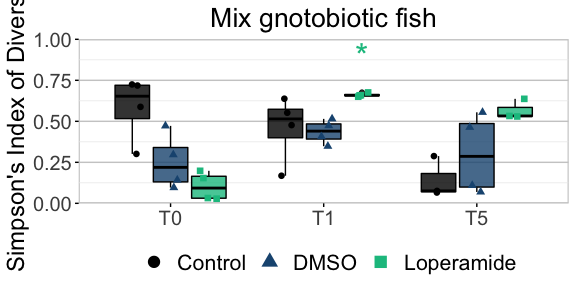 Mix gnotobiotic fish
Simpson's Index of Divers
1.00
0.75
0.50
0.25
0.00
*
T0 T1 T5
Control DMSO Loperamide